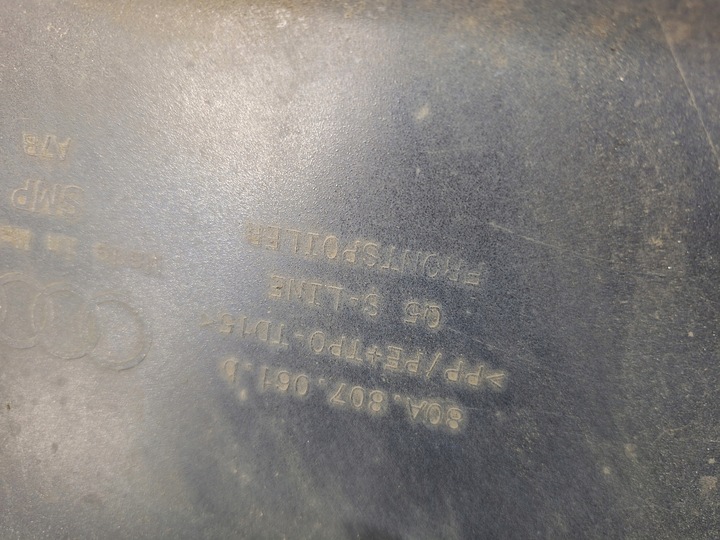 80A.807.061.D
>PP/PE+TPO-TD15<
Q5 S-LINE
FRONTSPOILER
SMP